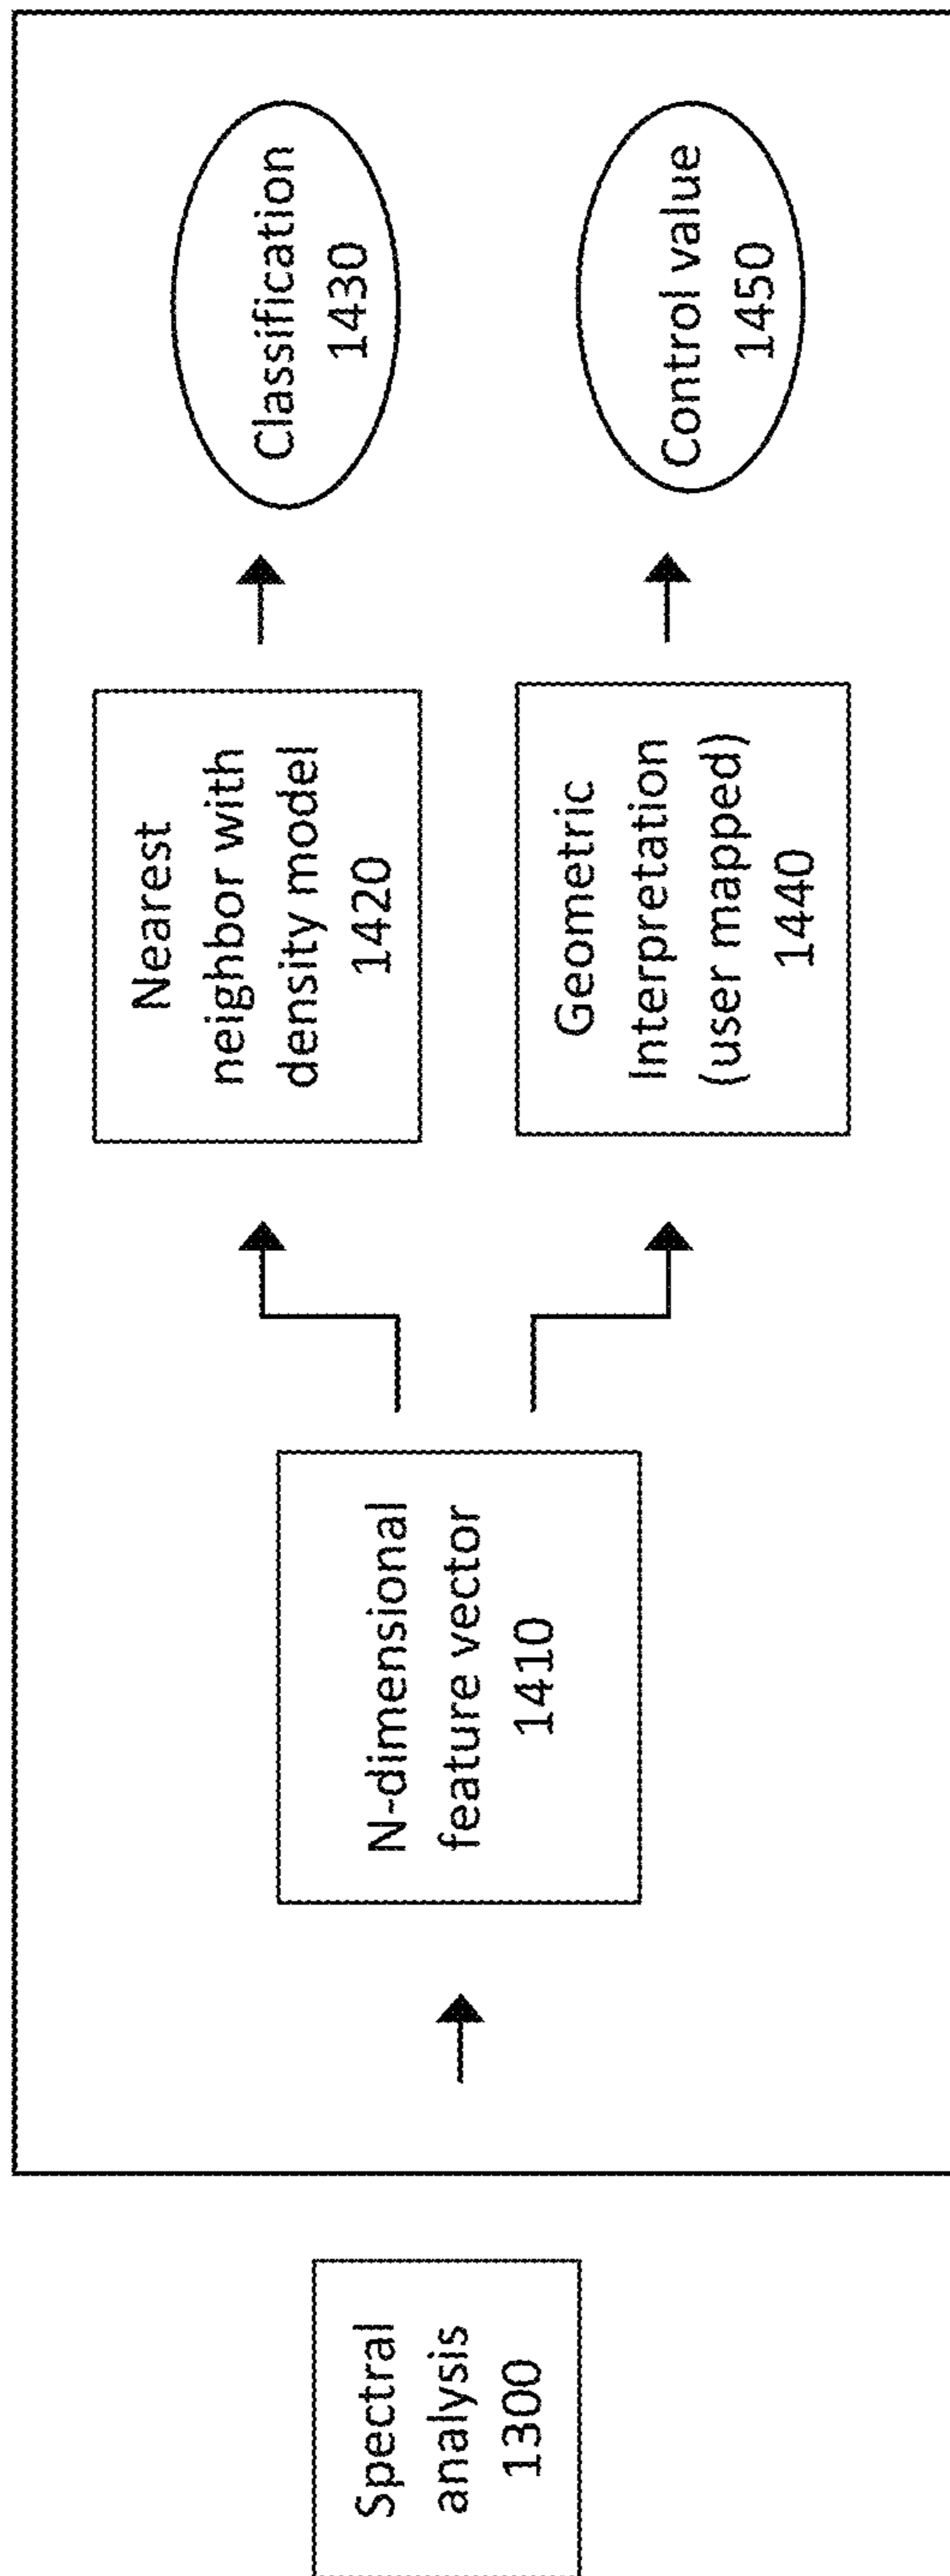 Spectral
analysis
1300
N-dimensional
feature vector
1410
Nearest
neighbor with
density model
1420
Classification
1430
Geometric
Interpretation
(user mapped)
1440
Control value
1450